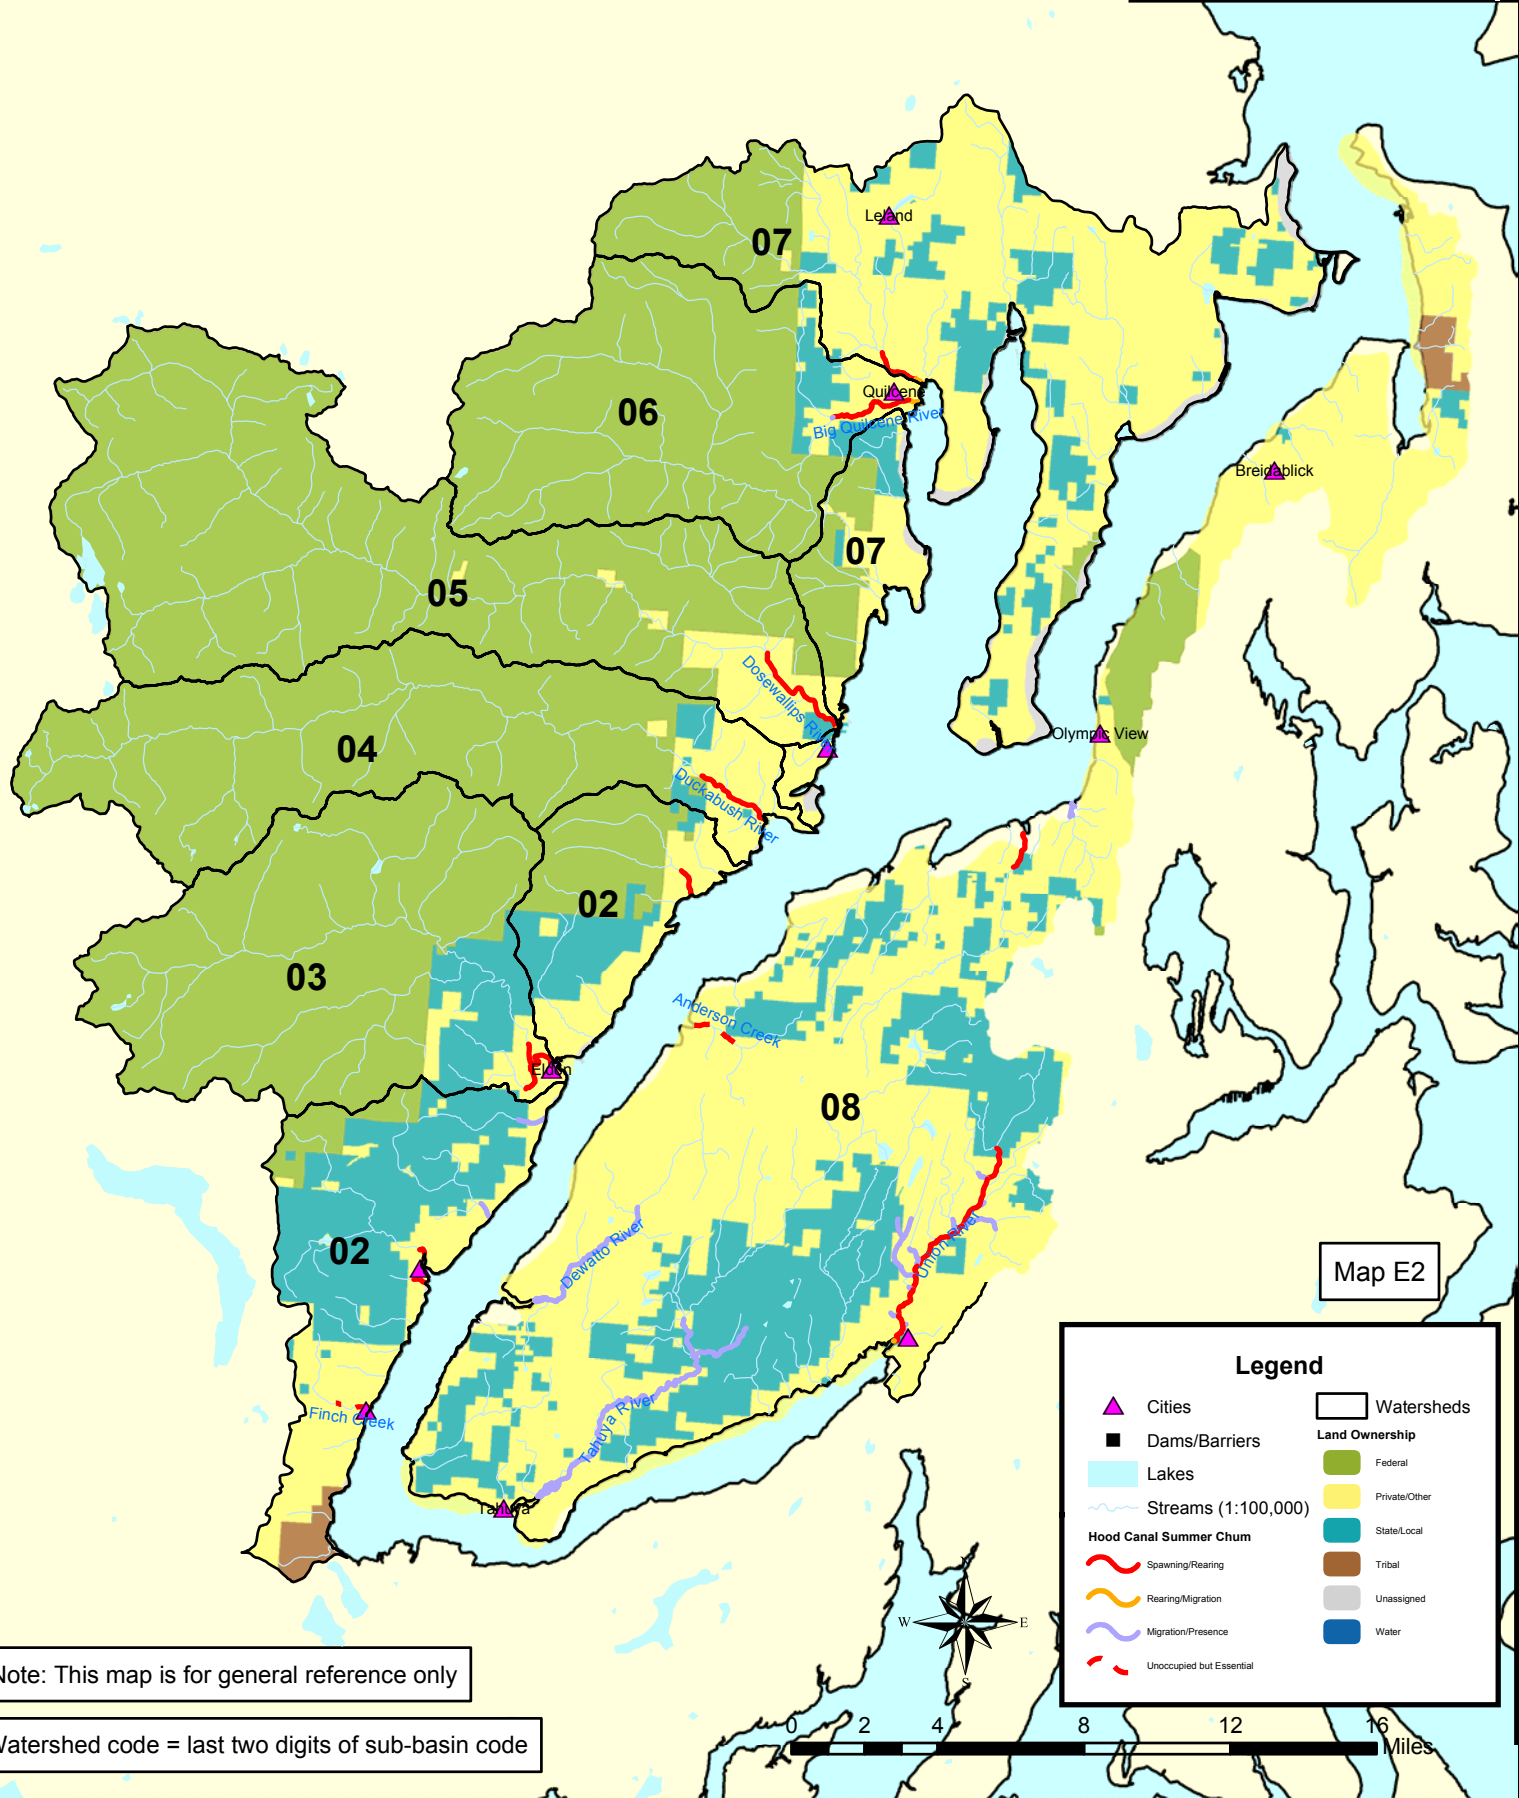 07
Leland
06
Quilcene
Big Quilcene River
Breidablick
07
05
Dosewallips River
04
Olympic View
Duckabush River
02
03
Anderson Creek
Eldon
08
02
Dewatto River
Union River
Map E2
Finch Creek
Tahuya River
Tahuya
Legend
Cities
Dams/Barriers
Lakes
Streams (1:100,000)
Hood Canal Summer Chum
Spawning/Rearing
Rearing/Migration
Migration/Presence
Unoccupied but Essential
Watersheds
Land Ownership
Federal
Private/Other
State/Local
Tribal
Unassigned
Water
N
W E
S
Note: This map is for general reference only
Watershed code = last two digits of sub-basin code
0 2 4 8 12 16
Miles